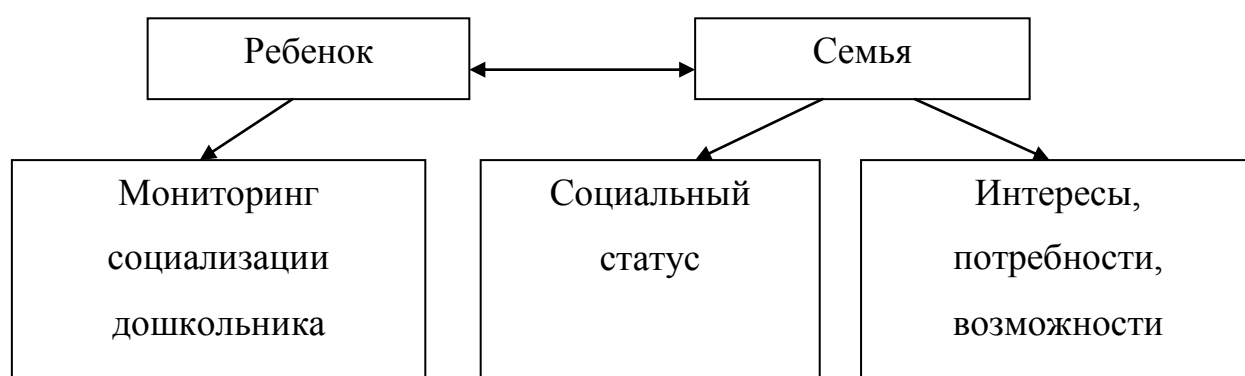 Ребенок
Семья
Мониторинг
социализации
дошкольника
Социальный
статус
Интересы,
потребности,
возможности